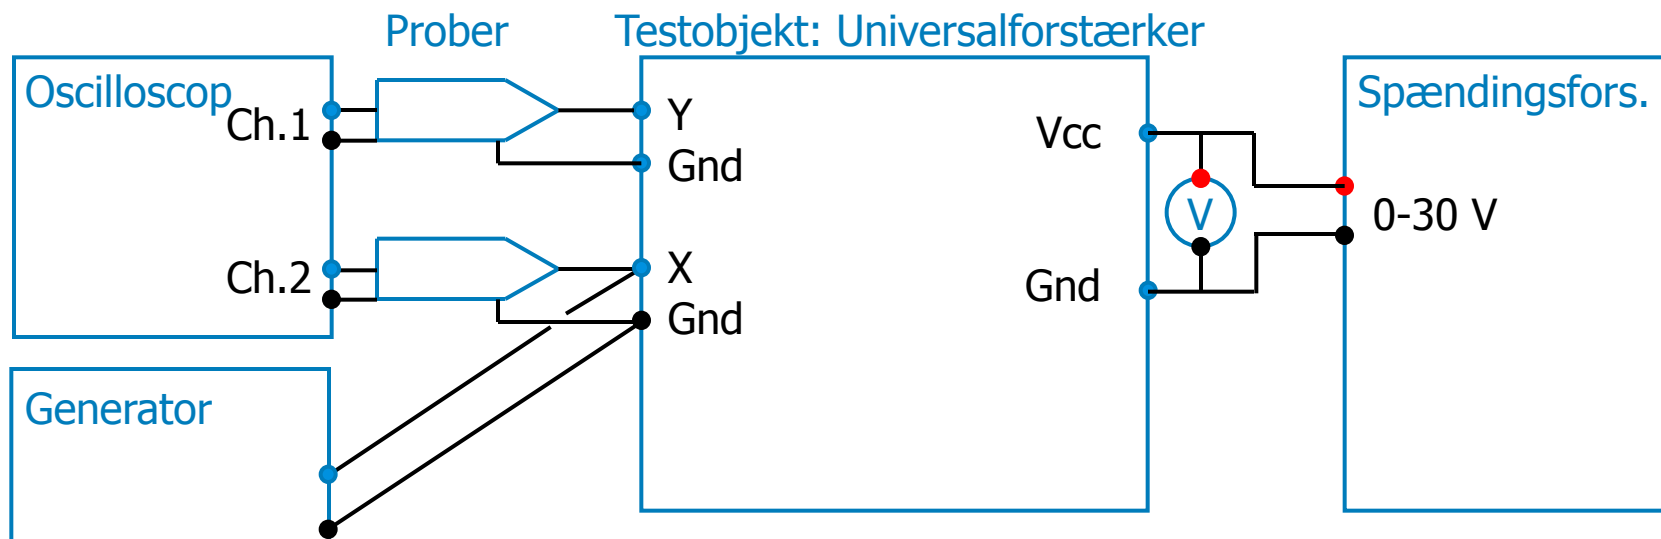 Prober
Testobjekt: Universalforstærker
Oscilloscop
Ch.1
Ch.2
Generator
Y
Gnd
X
Gnd
Vcc
Gnd
V
Spændingsfors.
0-30 V